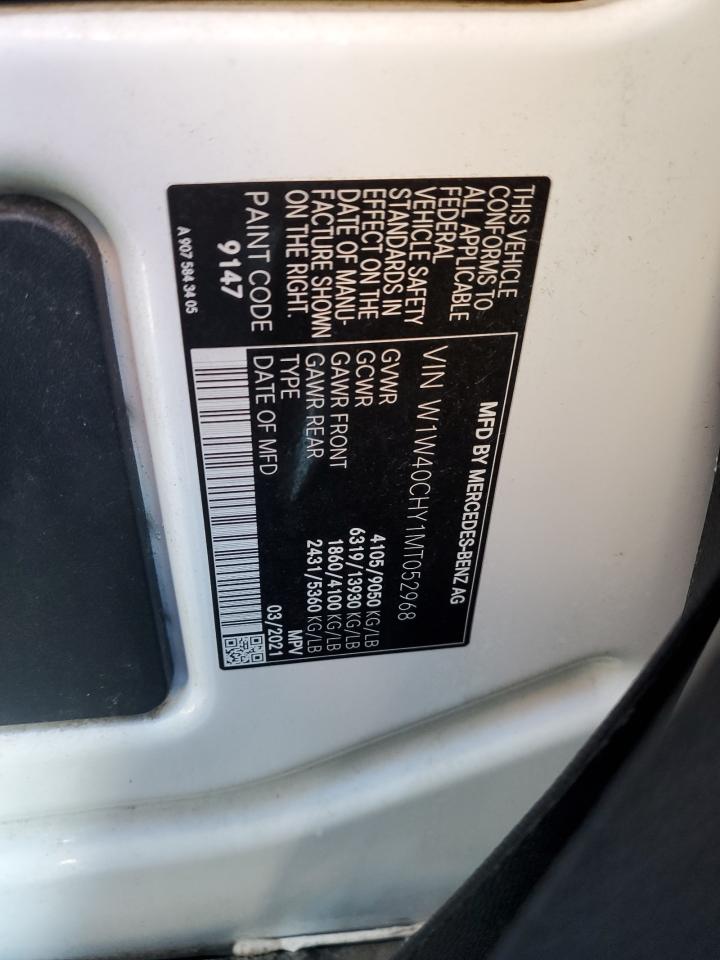 MFD BY MERCEDES-BENZ AG
VIN W1W40CHY1MT052968
THIS VEHICLE
CONFORMS TO
ALL APPLICABLE
FEDERAL
VEHICLE SAFETY
STANDARDS IN
EFFECT ON THE
DATE OF MANU-
FACTURE SHOWN
ON THE RIGHT.
PAINT CODE
9147
A 907 584 34 05
GVWR 4105/9050 KG/LB
GCWR 6319/13930 KG/LB
GAWR FRONT 1860/4100 KG/LB
GAWR REAR 2431/5360 KG/LB
TYPE MPV
DATE OF MFD 03/2021